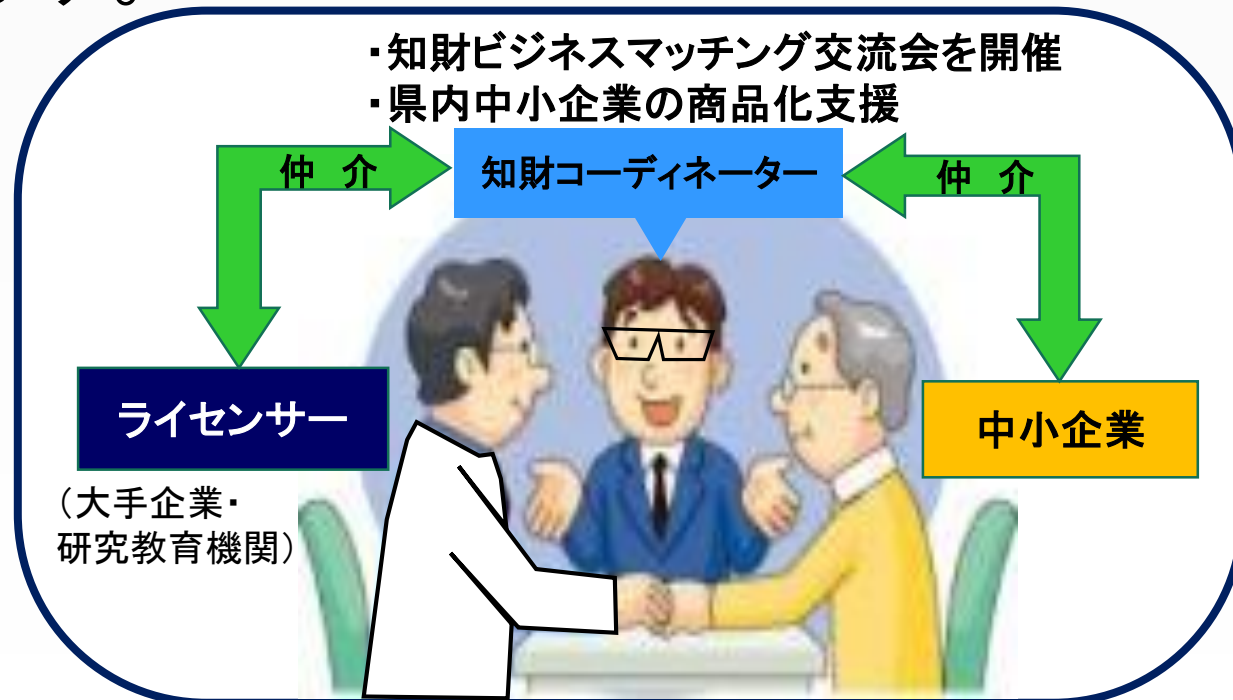 ・知財ビジネスマッチング交流会を開催
・県内中小企業の商品化支援
仲 介
知財コーディネーター
仲 介
ライセンサー
中小企業
（大手企業・
研究教育機関）